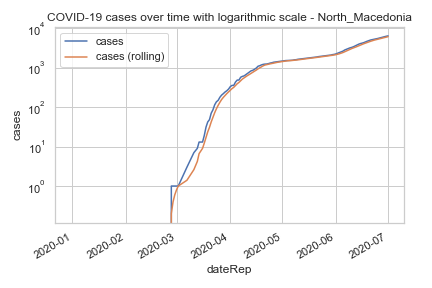 COVID-19 cases over time with logarithmic scale - North_Macedonia
cases
cases (rolling)
10^4
10^3
10^2
10^1
10^0
cases
2020-01
2020-02
2020-03
2020-04
2020-05
2020-06
2020-07
dateRep